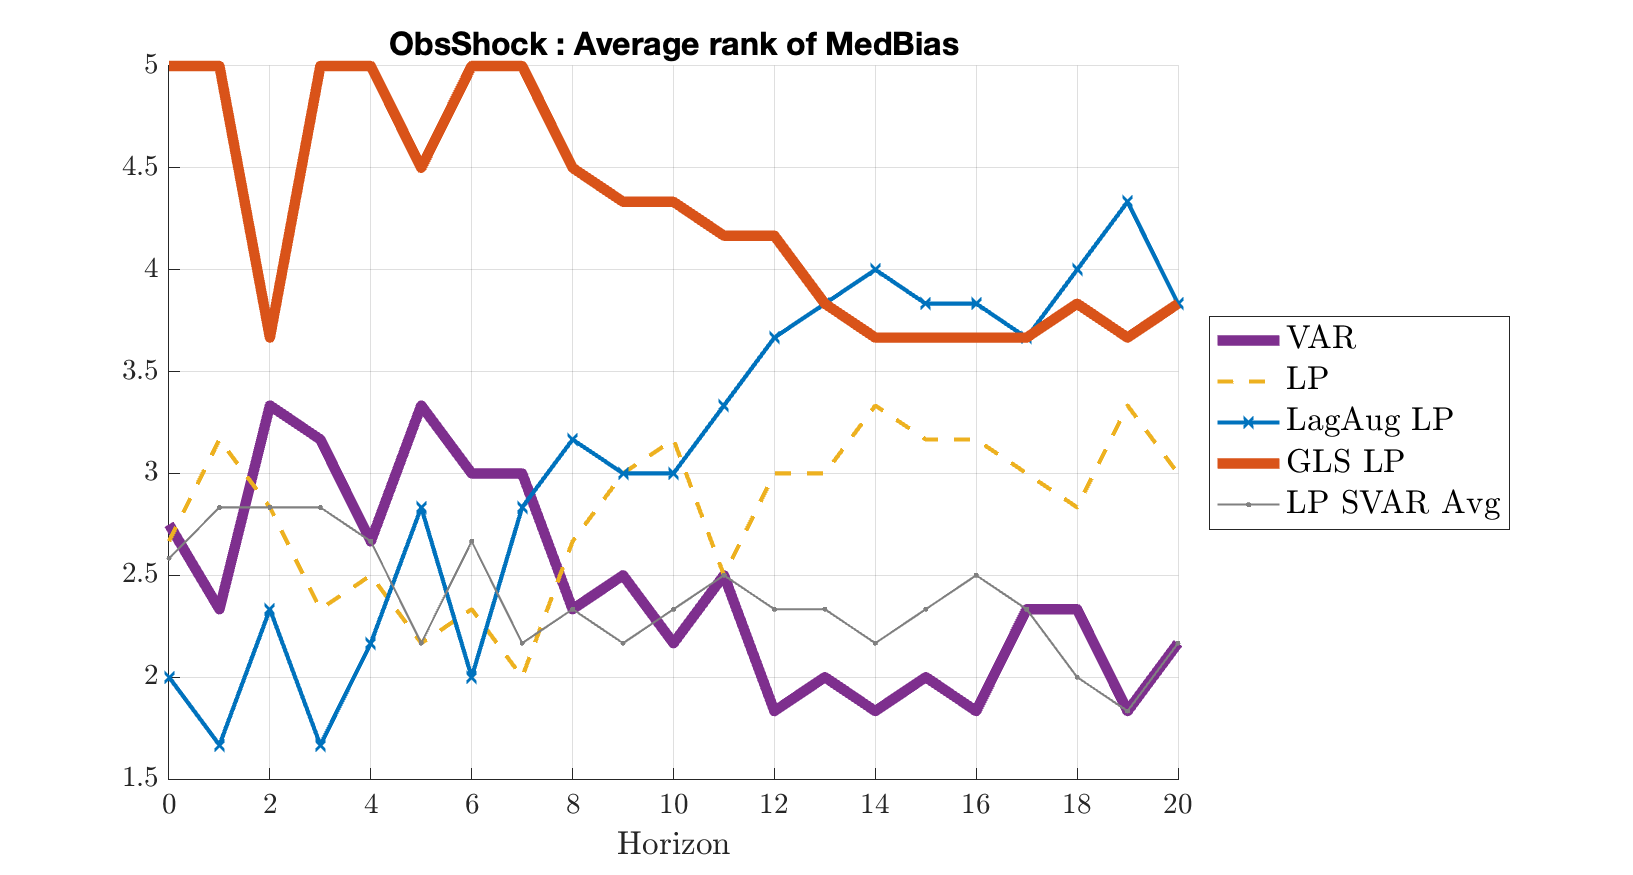 ObsShock : Average rank of MedBias
5
4.5
4
3.5
3
2.5
2
1.5
0 2 4 6 8 10 12 14 16 18 20
Horizon
VAR
LP
LagAug LP
GLS LP
LP SVAR Avg